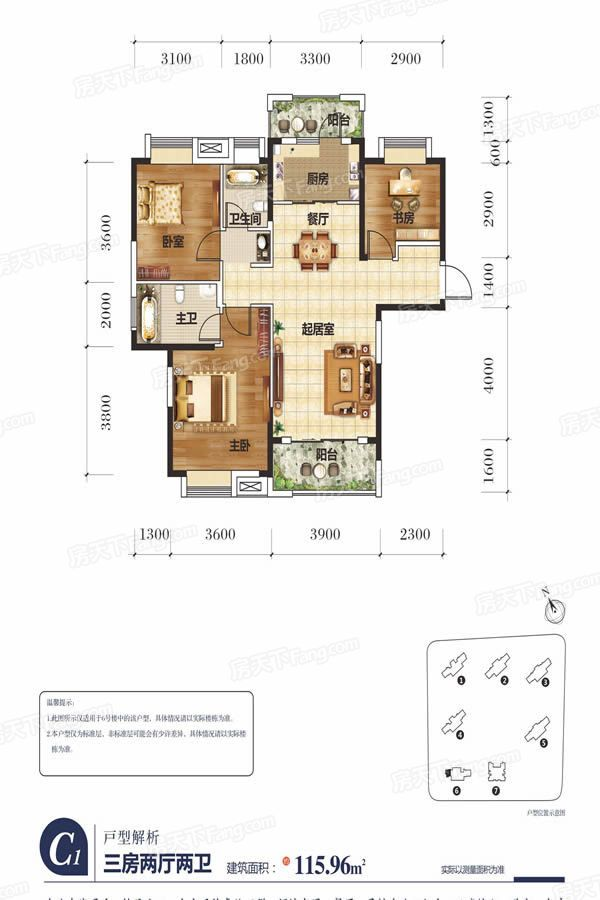 3100 1800 3300 2900
阳台
1300
600
厨房
2900
书房
卫生间
餐厅
3600
卧室
1400
主卫
2000
起居室
4000
3800
主卧
阳台
1600
1300 3600 3900 2300
N
1 2 3
4 5
6 7
户型位置示意图
温馨提示:
1.此图所示仅适用于6号楼中的该户型,具体情况请以实际楼栋为准。
2.本户型仅为标准层,非标准层可能会有少许差异,具体情况请以实际楼
栋为准。
C1
户型解析
三房两厅两卫 建筑面积: 约 115.96m²
实际以测量面积为准
房天下Fang.com